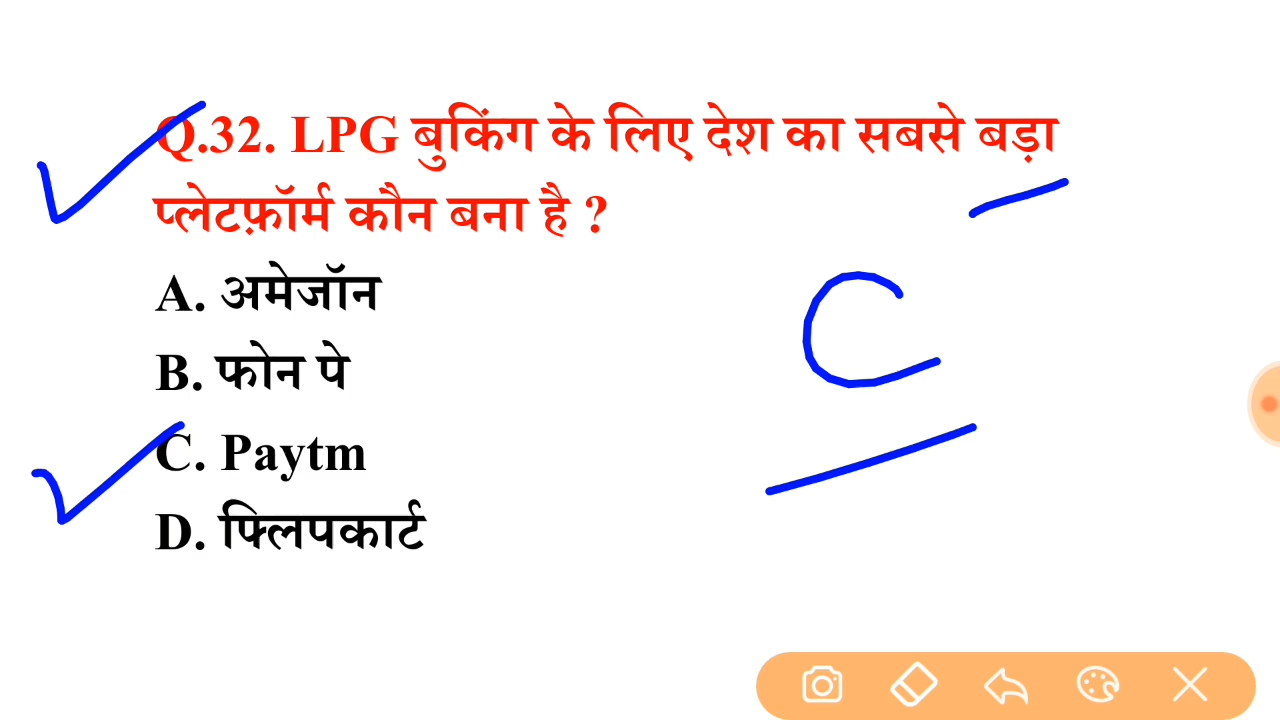 Q.32. LPG बुकिंग के लिए देश का सबसे बड़ा
प्लेटफ़ॉर्म कौन बना है ?
A. अमेजॉन
B. फोन पे
C
C. Paytm
D. फ्लिपकार्ट